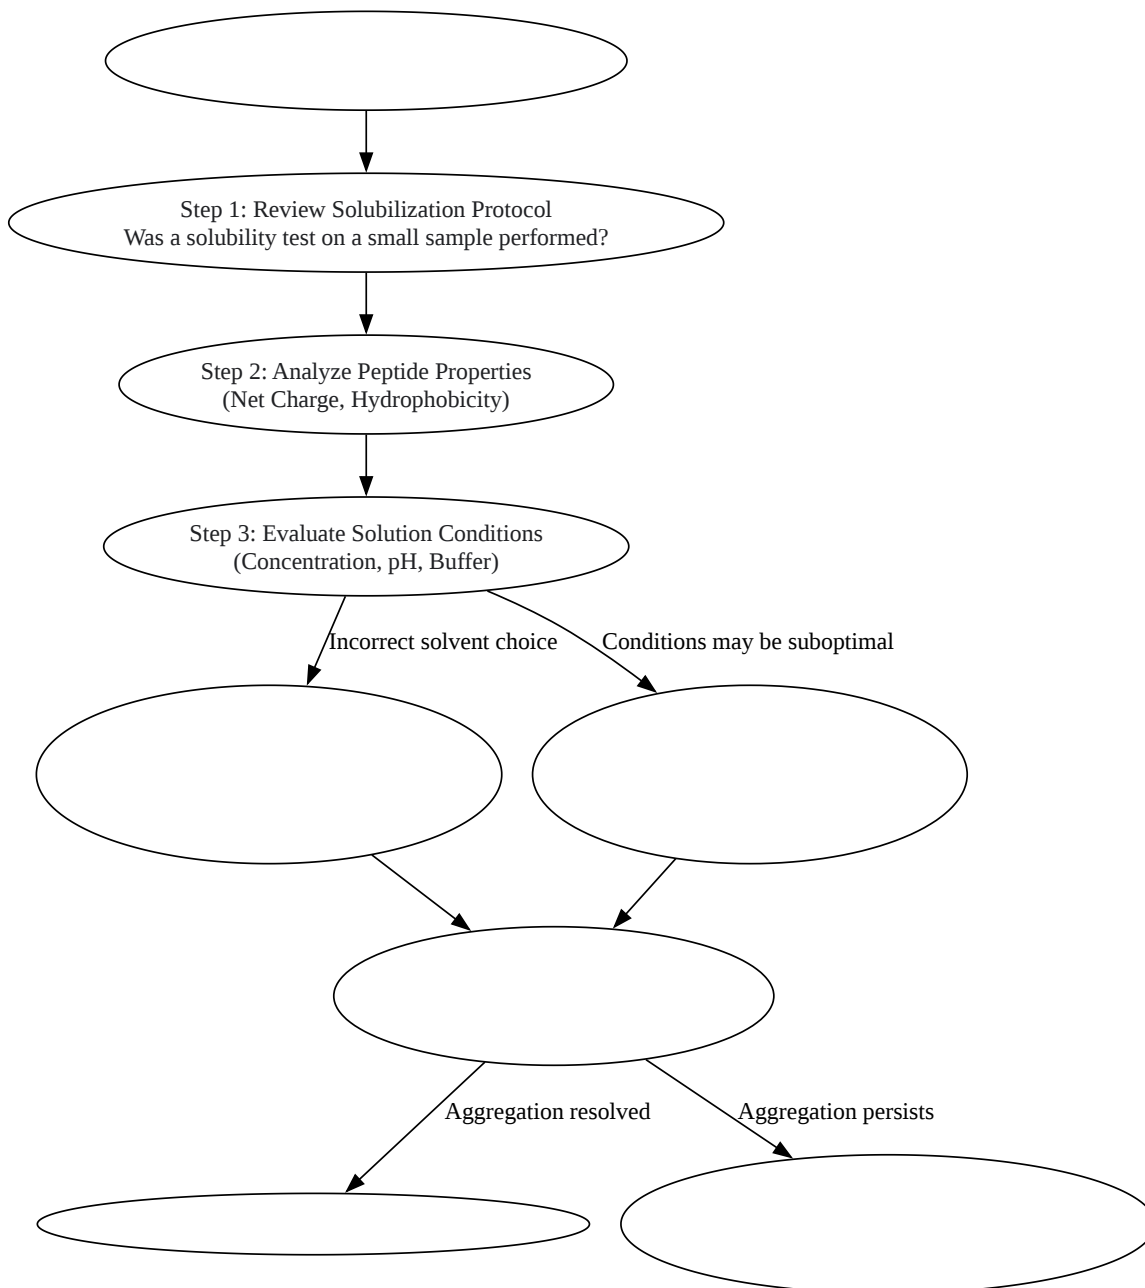 Step 1: Review Solubilization Protocol
Was a solubility test on a small sample performed?
Step 2: Analyze Peptide Properties
(Net Charge, Hydrophobicity)
Step 3: Evaluate Solution Conditions
(Concentration, pH, Buffer)
Incorrect solvent choice
Conditions may be suboptimal
Aggregation resolved
Aggregation persists